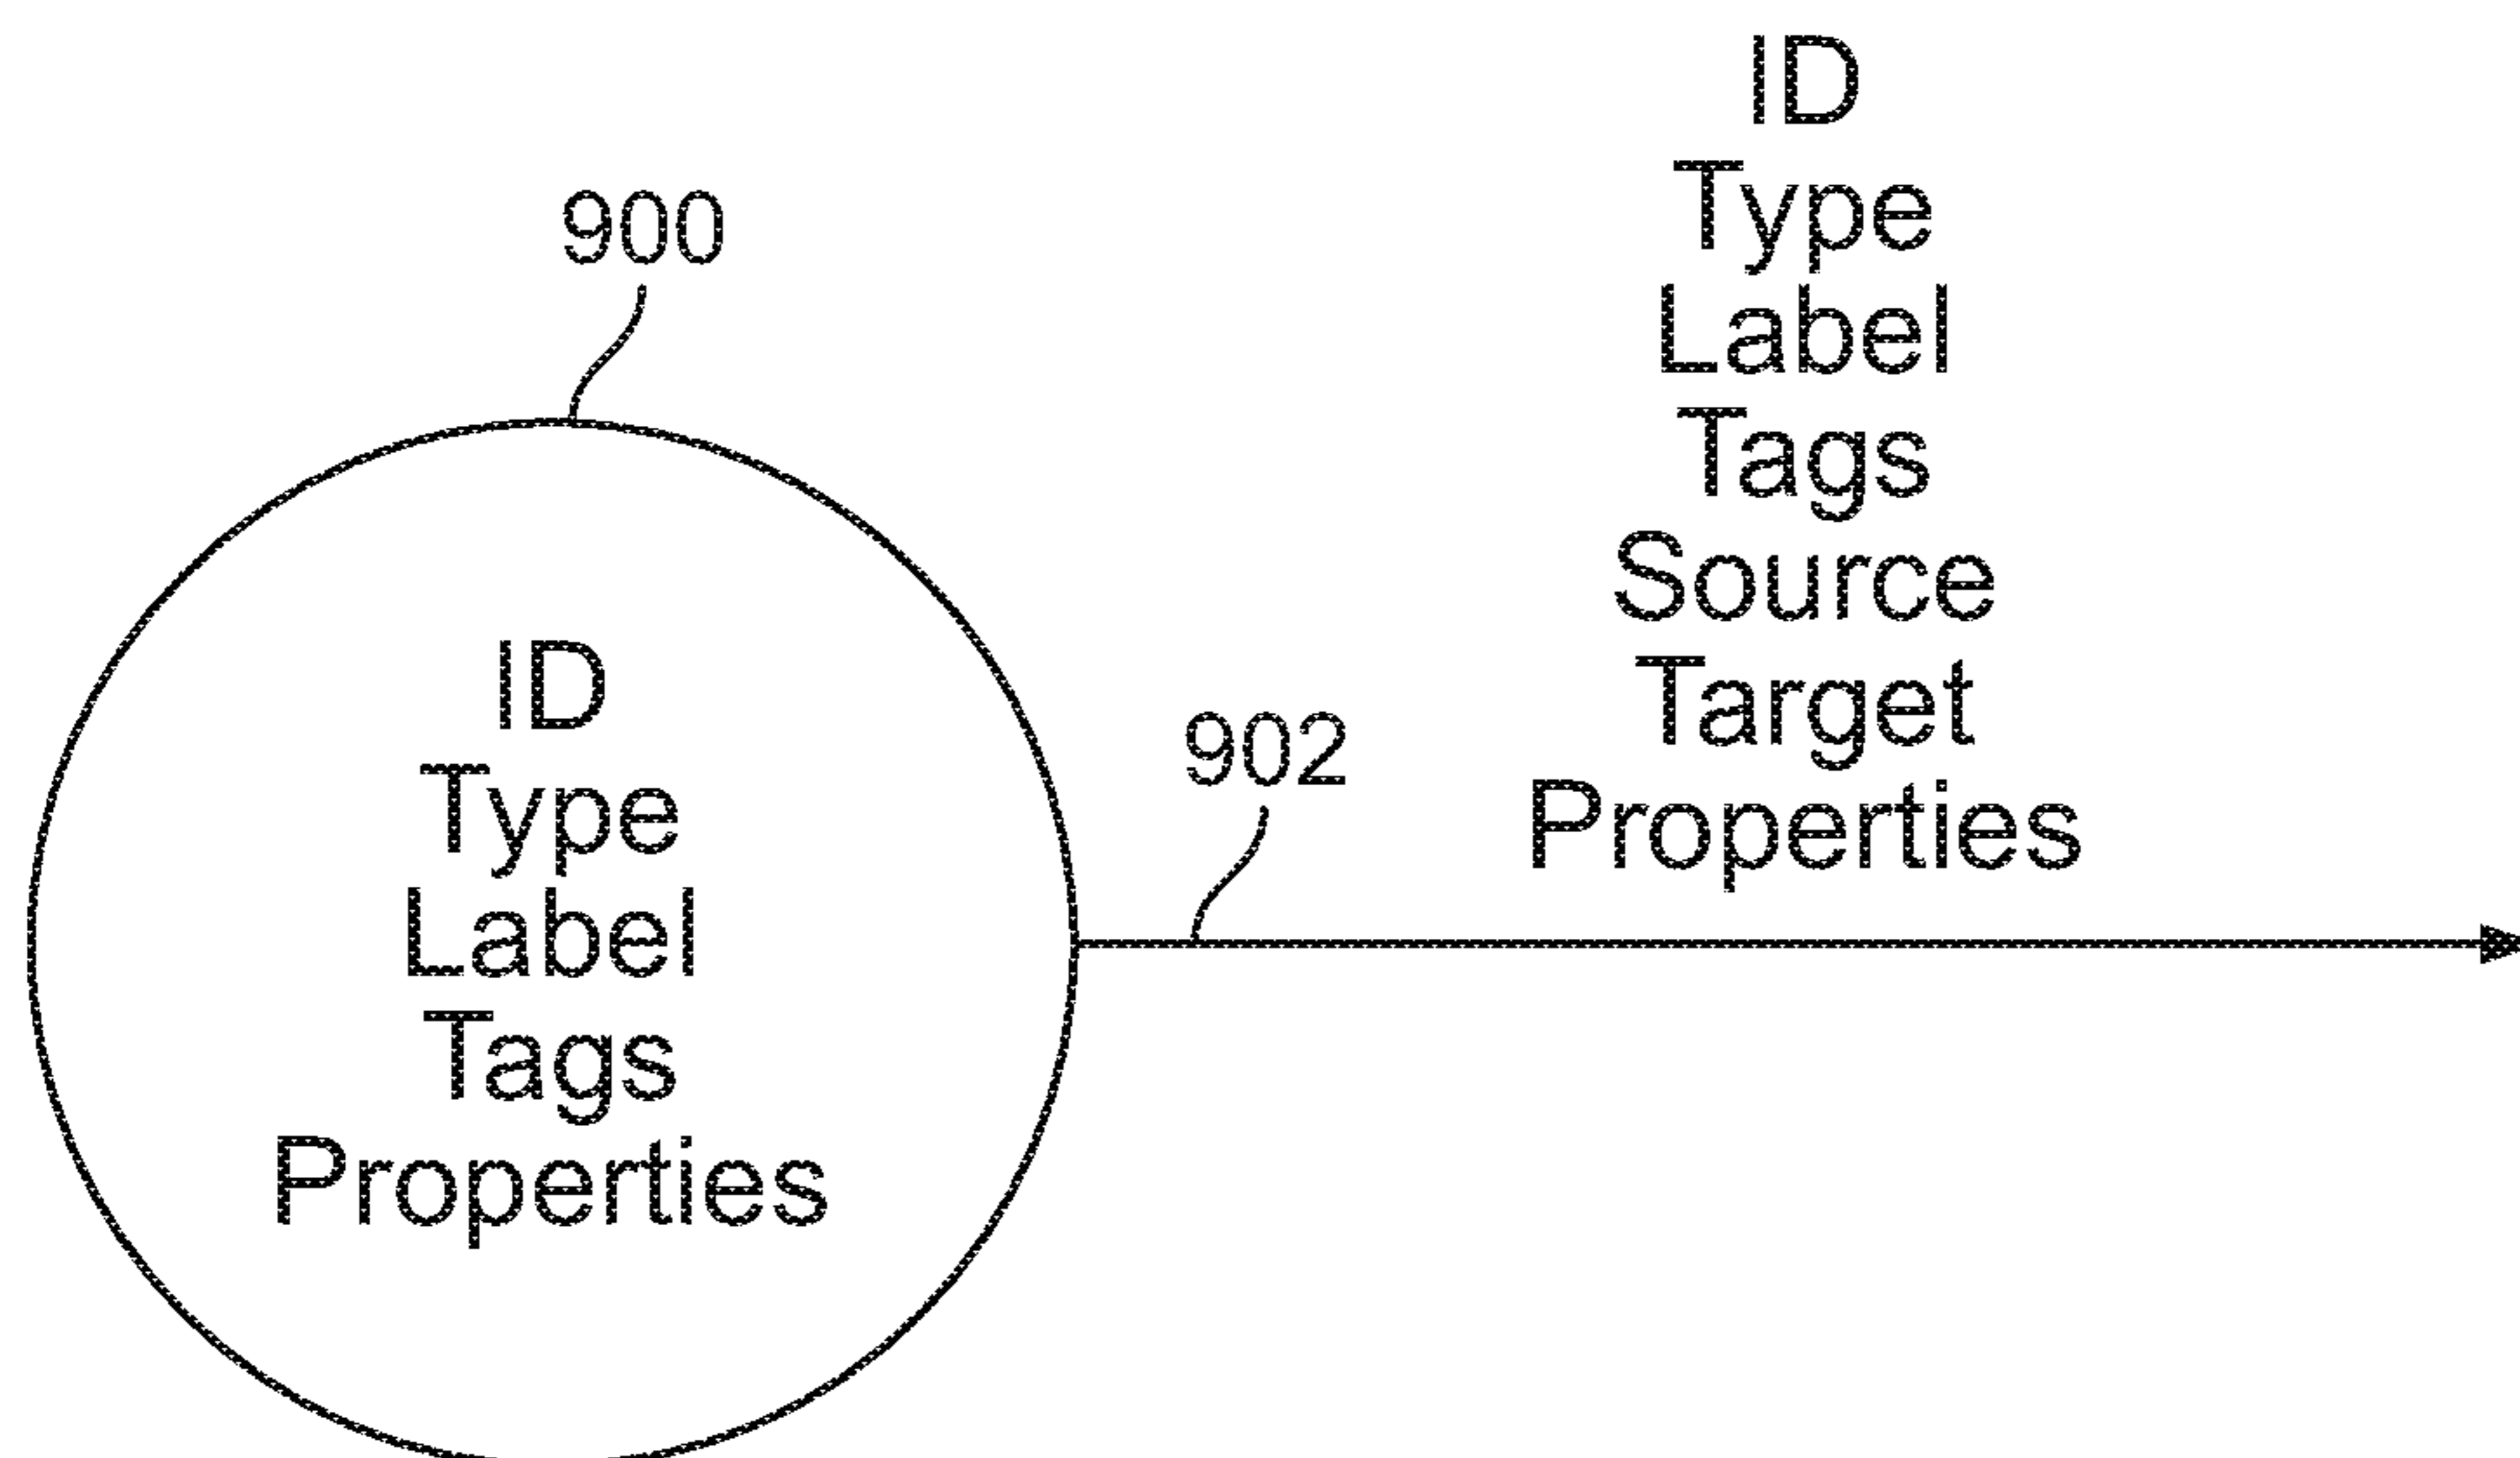 900
ID
Type
Label
Tags
Properties
902
ID
Type
Label
Tags
Source
Target
Properties